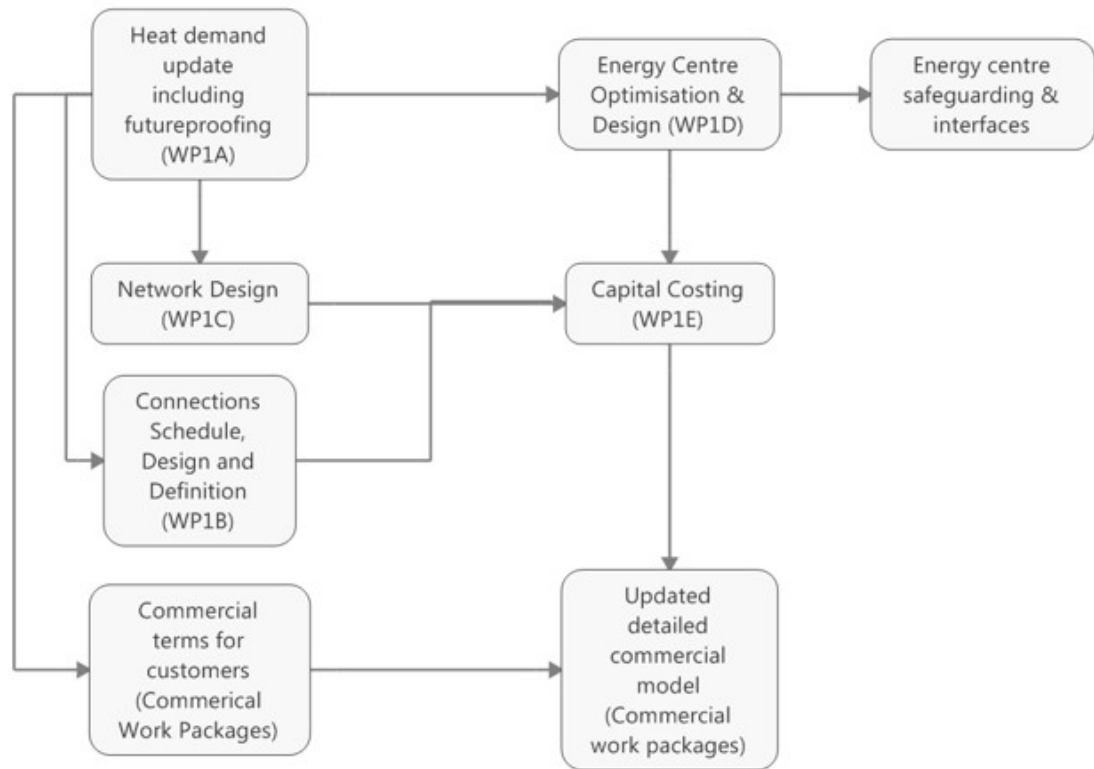 Heat demand
update
including
futureproofing
(WP1A)
Energy Centre
Optimisation &
Design (WP1D)
Energy centre
safeguarding &
interfaces
Network Design
(WP1C)
Capital Costing
(WP1E)
Connections
Schedule,
Design and
Definition
(WP1B)
Commercial
terms for
customers
(Commerical
Work Packages)
Updated
detailed
commercial
model
(Commercial
work packages)